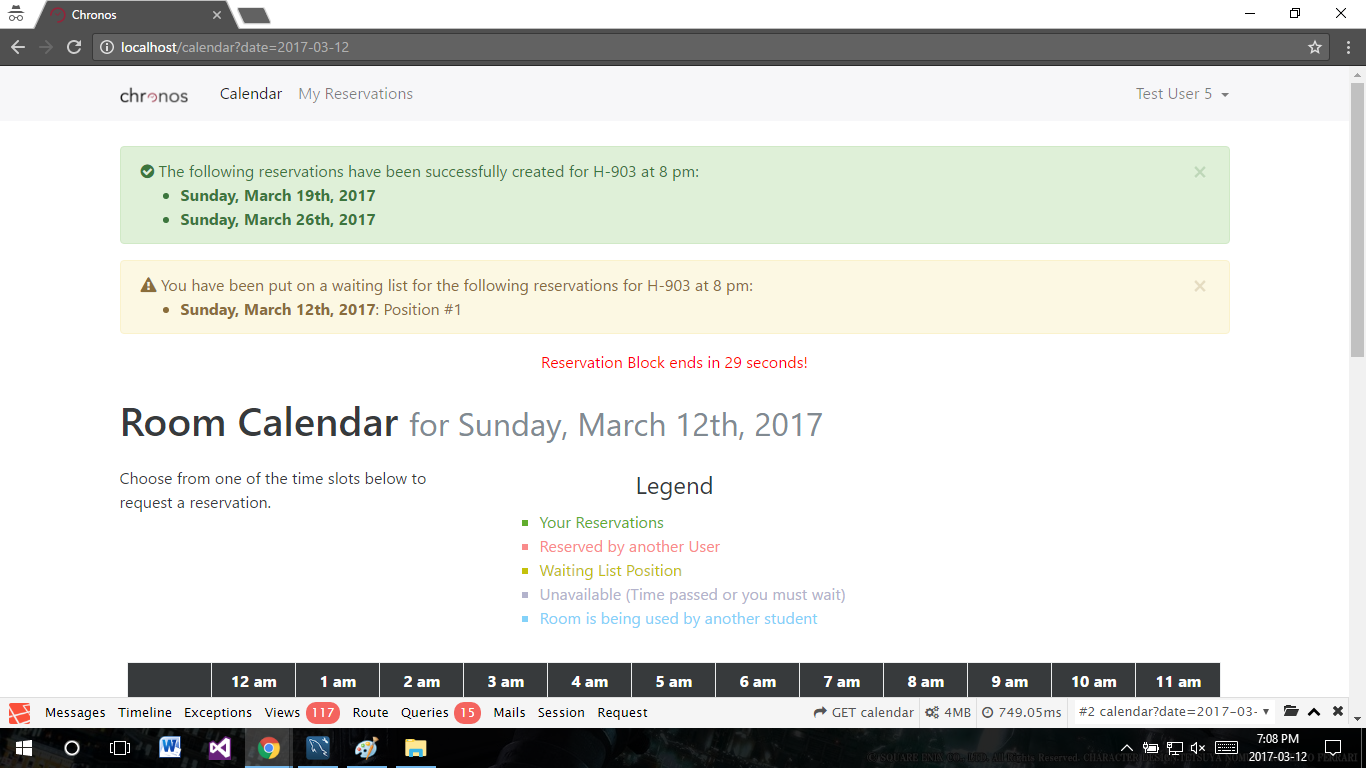 Chronos
localhost/calendar?date=2017-03-12
chronos Calendar My Reservations Test User 5
The following reservations have been successfully created for H-903 at 8 pm: ×
• Sunday, March 19th, 2017
• Sunday, March 26th, 2017
You have been put on a waiting list for the following reservations for H-903 at 8 pm: ×
• Sunday, March 12th, 2017: Position #1
Reservation Block ends in 29 seconds!
Room Calendar for Sunday, March 12th, 2017
Choose from one of the time slots below to
request a reservation.
Legend
Your Reservations
Reserved by another User
Waiting List Position
Unavailable (Time passed or you must wait)
Room is being used by another student
12 am 1 am 2 am 3 am 4 am 5 am 6 am 7 am 8 am 9 am 10 am 11 am
Messages Timeline Exceptions Views 117 Route Queries 15 Mails Session Request GET calendar 4MB 749.05ms #2 calendar?date=2017-03-
7:08 PM
2017-03-12